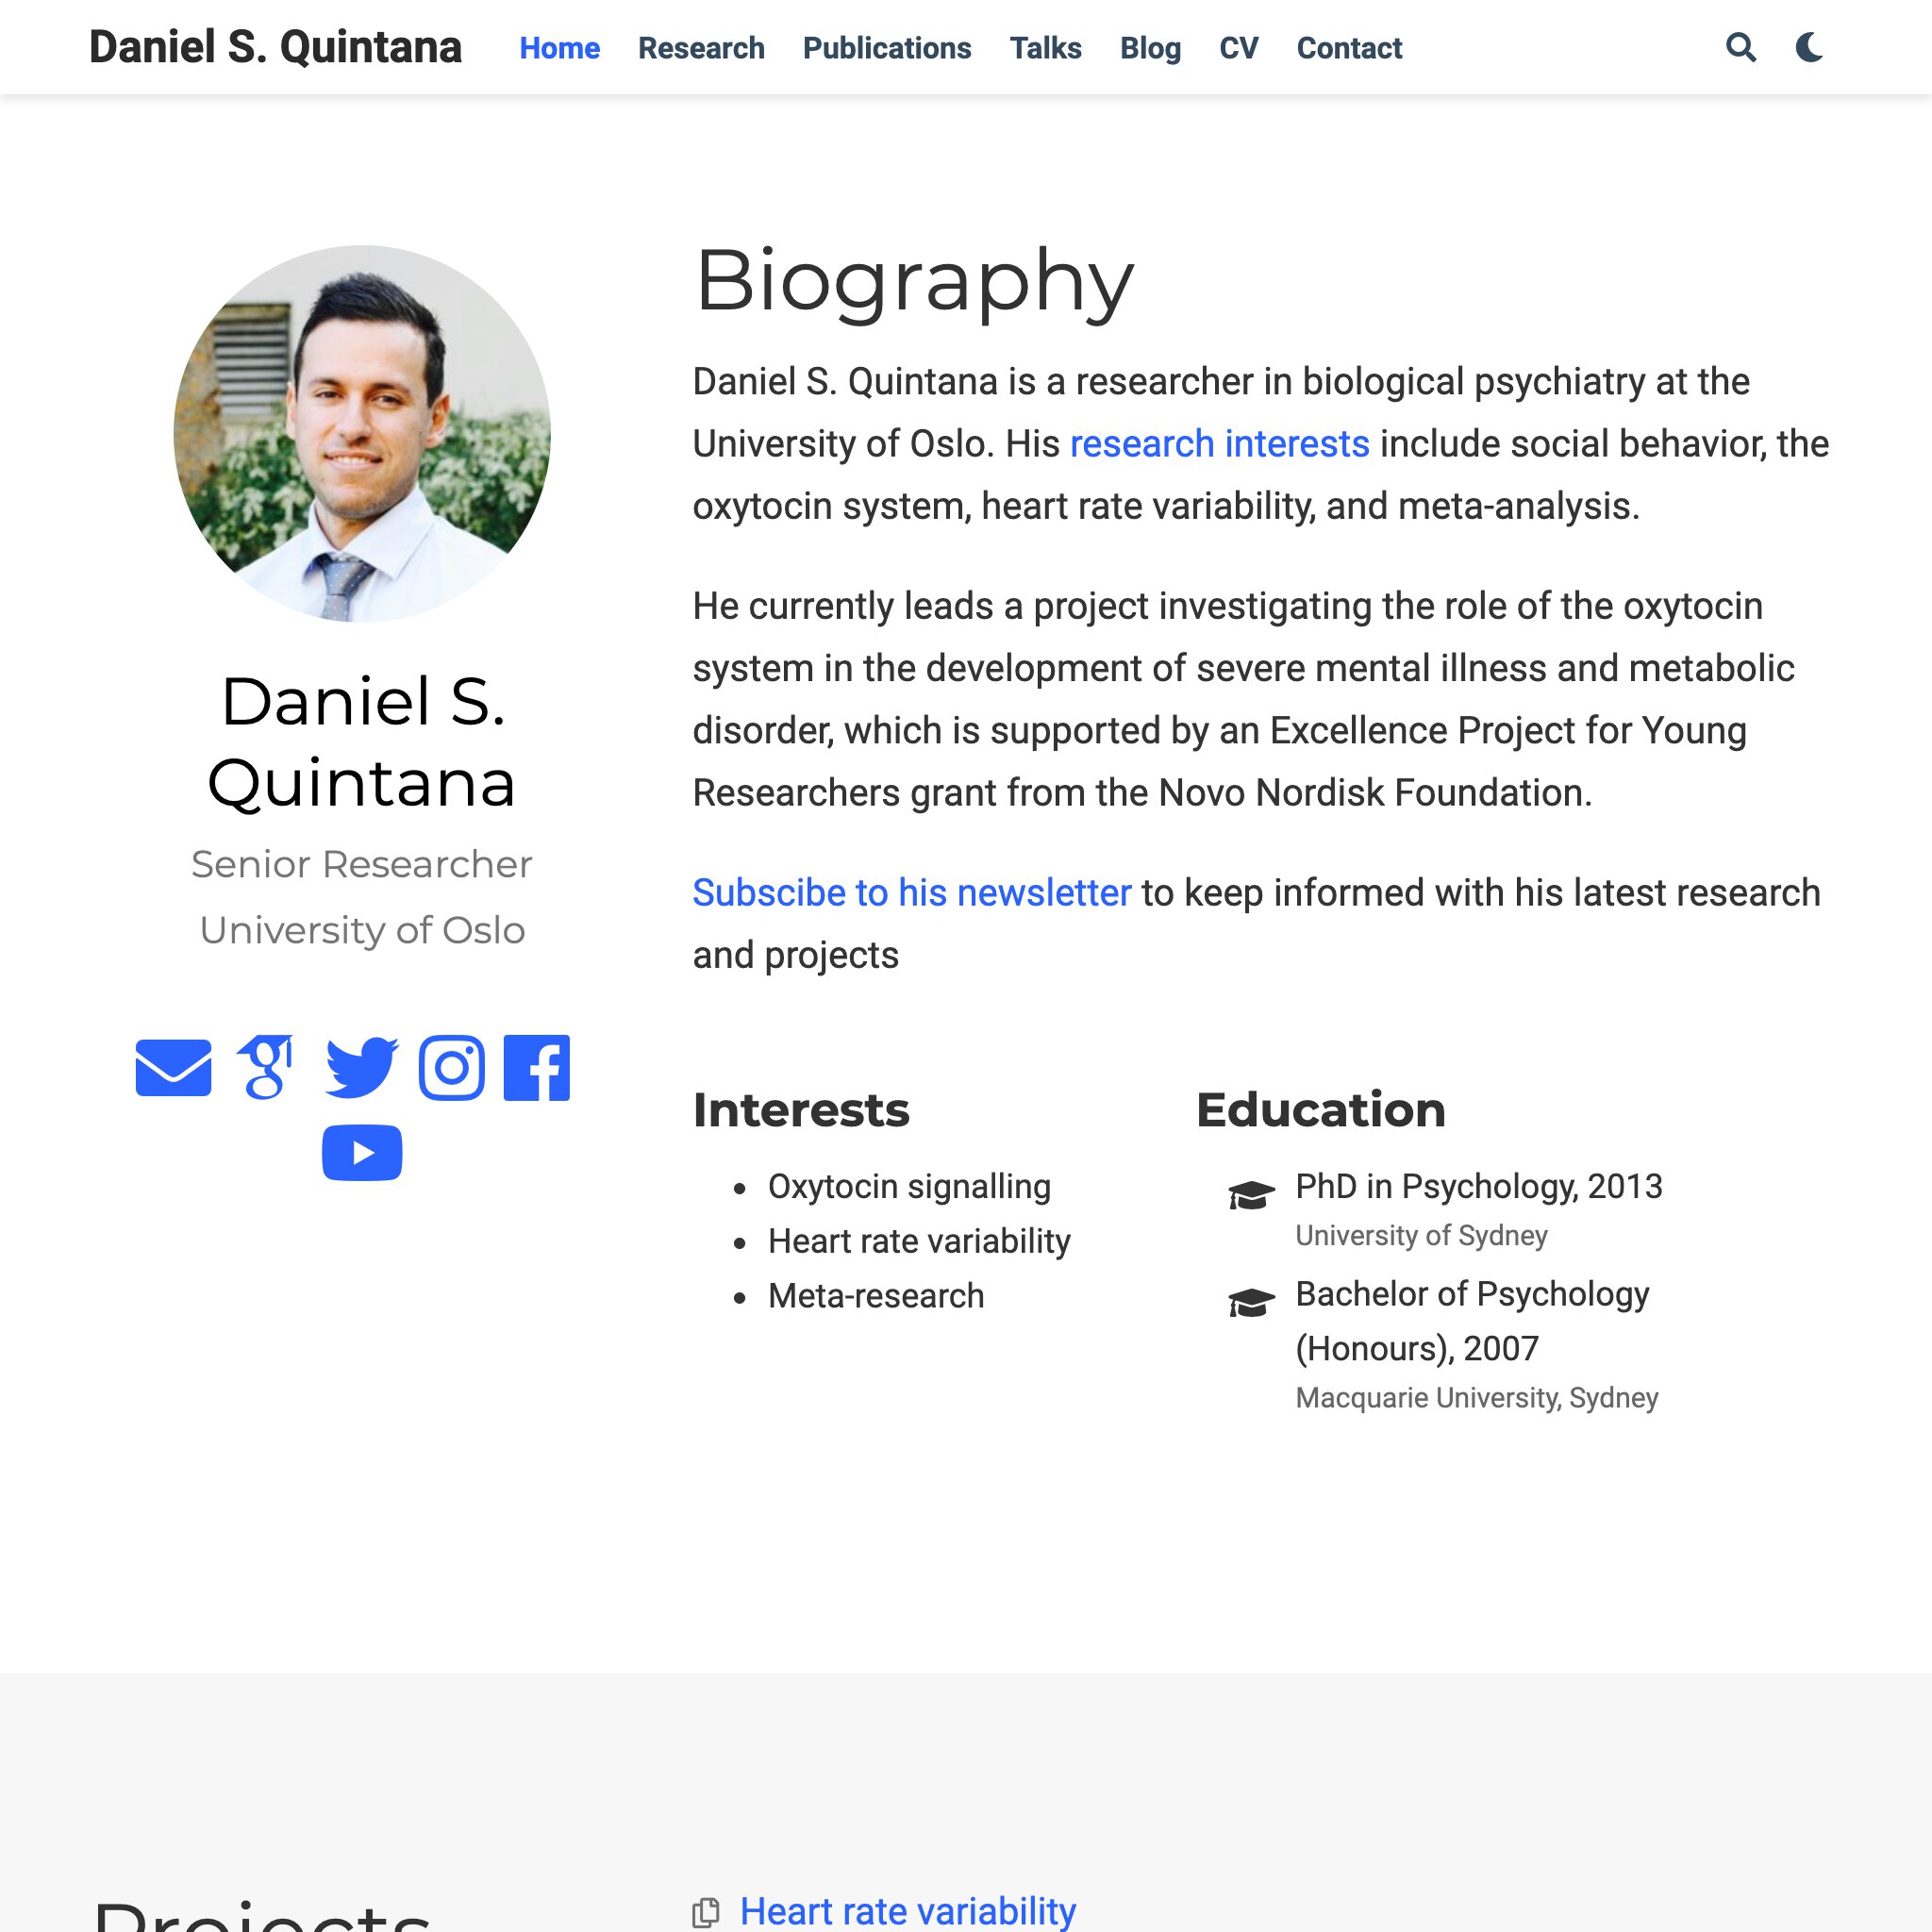 Daniel S. Quintana Home Research Publications Talks Blog CV Contact
Daniel S.
Quintana
Senior Researcher
University of Oslo
Biography
Daniel S. Quintana is a researcher in biological psychiatry at the
University of Oslo. His research interests include social behavior, the
oxytocin system, heart rate variability, and meta-analysis.
He currently leads a project investigating the role of the oxytocin
system in the development of severe mental illness and metabolic
disorder, which is supported by an Excellence Project for Young
Researchers grant from the Novo Nordisk Foundation.
Subscibe to his newsletter to keep informed with his latest research
and projects
Interests
Oxytocin signalling
Heart rate variability
Meta-research
Education
PhD in Psychology, 2013
University of Sydney
Bachelor of Psychology
(Honours), 2007
Macquarie University, Sydney
Projects
Heart rate variability